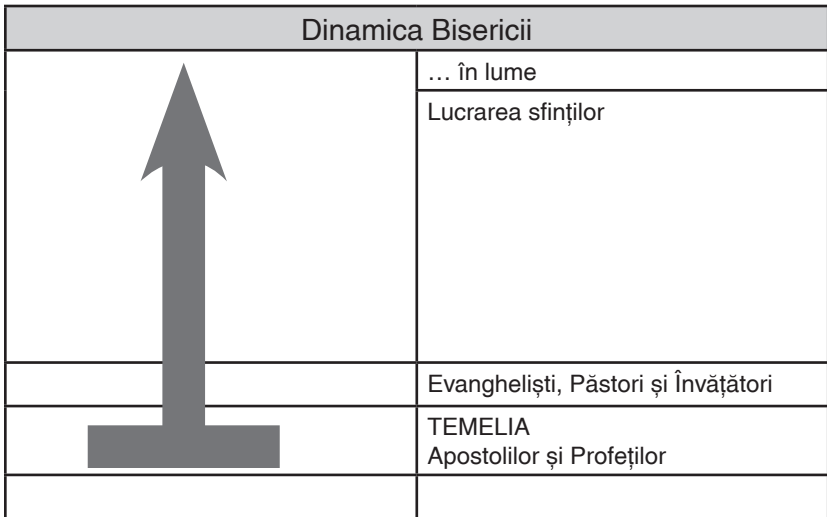 Dinamica Bisericii
… în lume
Lucrarea sfinților
Evangheliști, Păstori și Învățători
TEMELIA
Apostolilor și Profeților